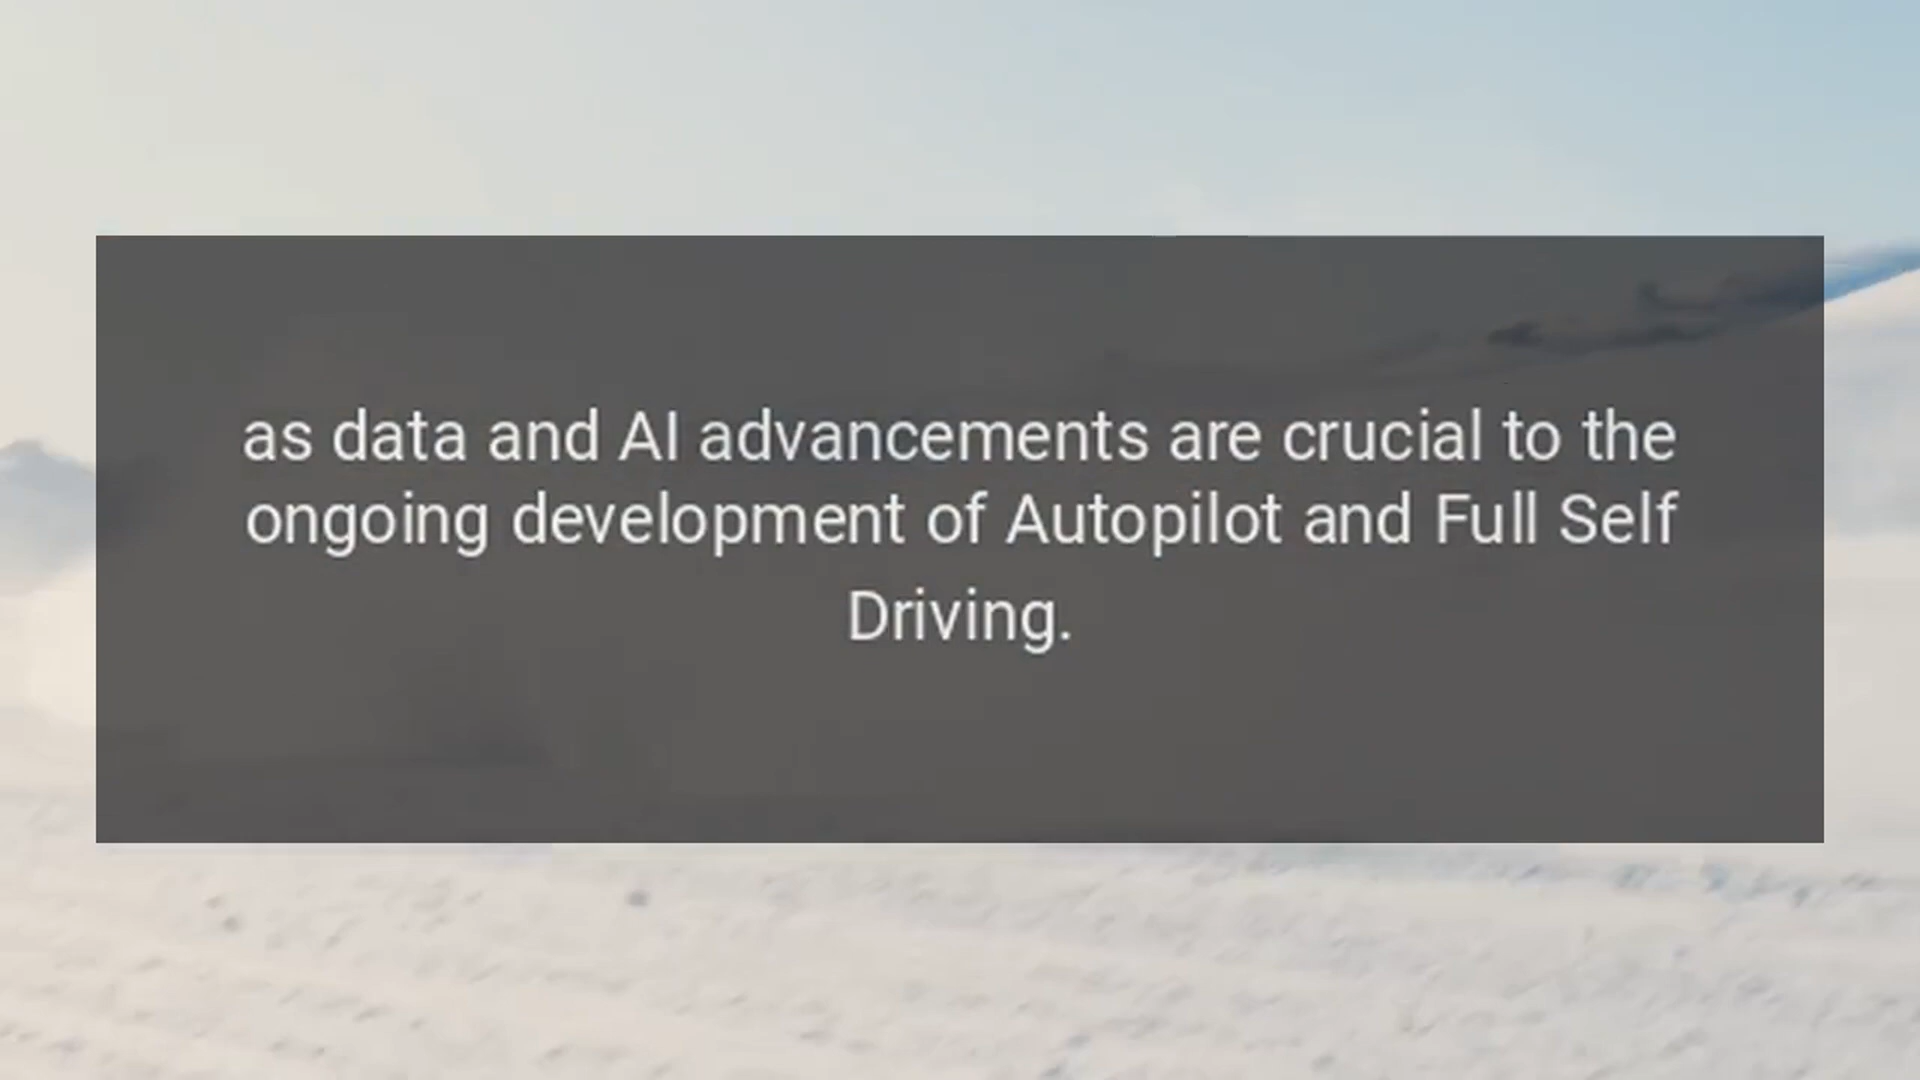 as data and AI advancements are crucial to the
ongoing development of Autopilot and Full Self
Driving.